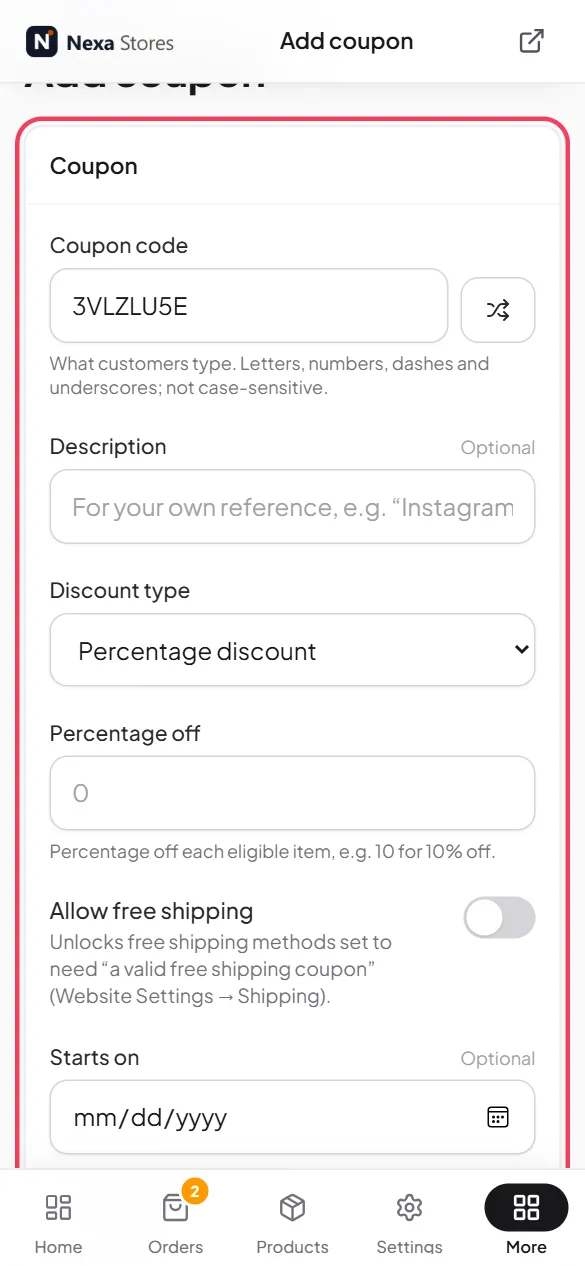 N Nexa Stores
Add coupon
Add coupon
Coupon
Coupon code
3VLZLU5E
What customers type. Letters, numbers, dashes and
underscores; not case-sensitive.
Description Optional
For your own reference, e.g. “Instagram
Discount type
Percentage discount
Percentage off
0
Percentage off each eligible item, e.g. 10 for 10% off.
Allow free shipping
Unlocks free shipping methods set to
need “a valid free shipping coupon”
(Website Settings → Shipping).
Starts on Optional
mm/dd/yyyy
2
Home Orders Products Settings More